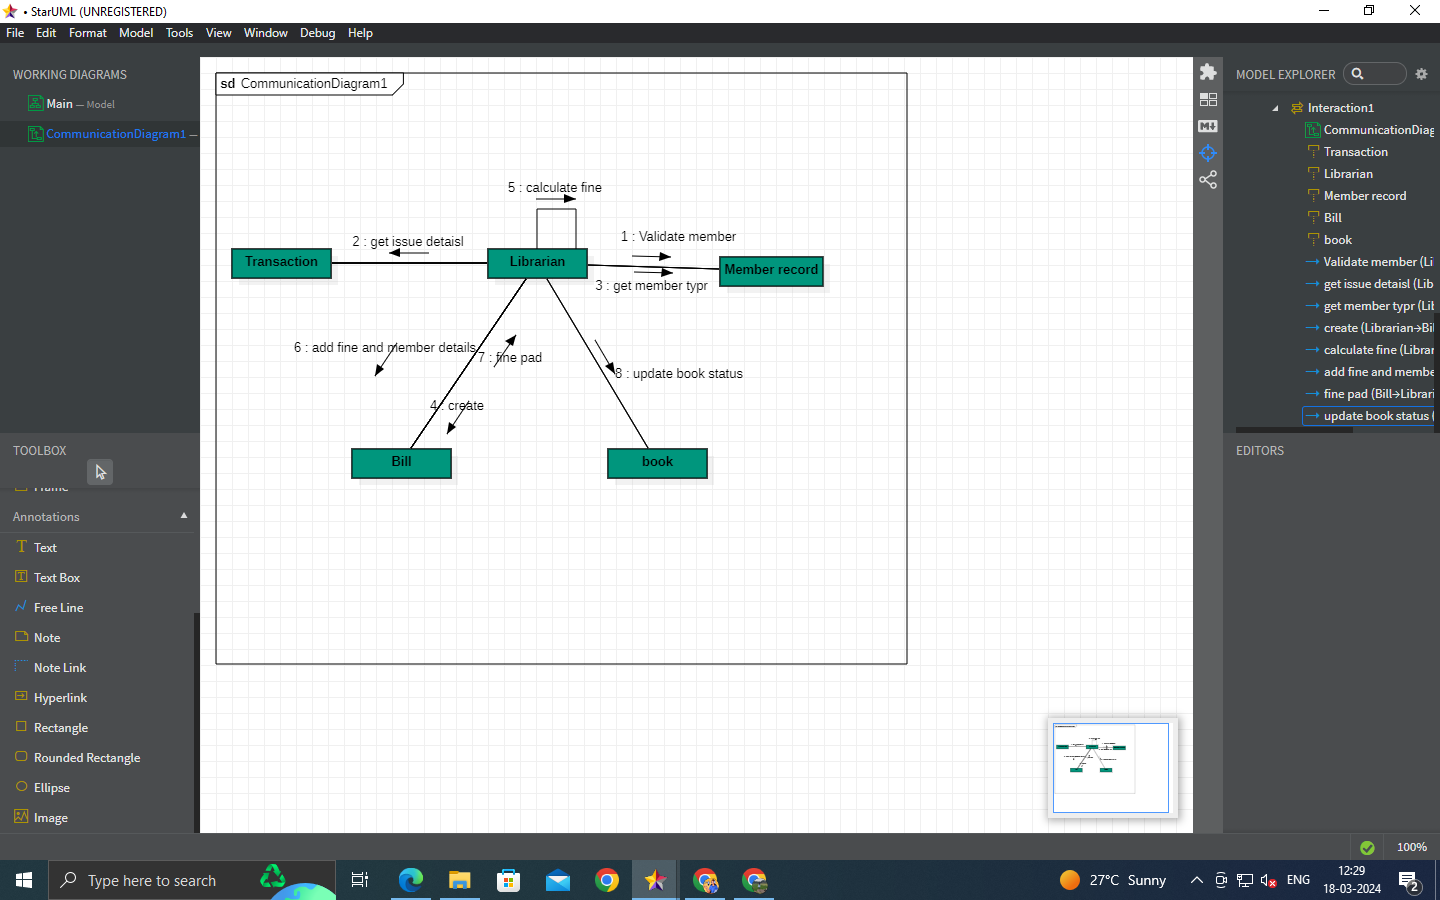 • StarUML (UNREGISTERED)
File Edit Format Model Tools View Window Debug Help
WORKING DIAGRAMS
Main — Model
CommunicationDiagram1 —
TOOLBOX
Frame
Annotations
Text
Text Box
Free Line
Note
Note Link
Hyperlink
Rectangle
Rounded Rectangle
Ellipse
Image
sd CommunicationDiagram1
5 : calculate fine
2 : get issue detaisl
1 : Validate member
Transaction
Librarian
Member record
3 : get member typr
6 : add fine and member details
7 : fine pad
8 : update book status
4 : create
Bill
book
M
MODEL EXPLORER
Interaction1
CommunicationDiag
Transaction
Librarian
Member record
Bill
book
Validate member (Li
get issue detaisl (Lib
get member typr (Lib
create (Librarian→Bil
calculate fine (Librar
add fine and membe
fine pad (Bill→Librari
update book status (
EDITORS
100%
Type here to search
27°C Sunny
ENG
12:29
18-03-2024
2